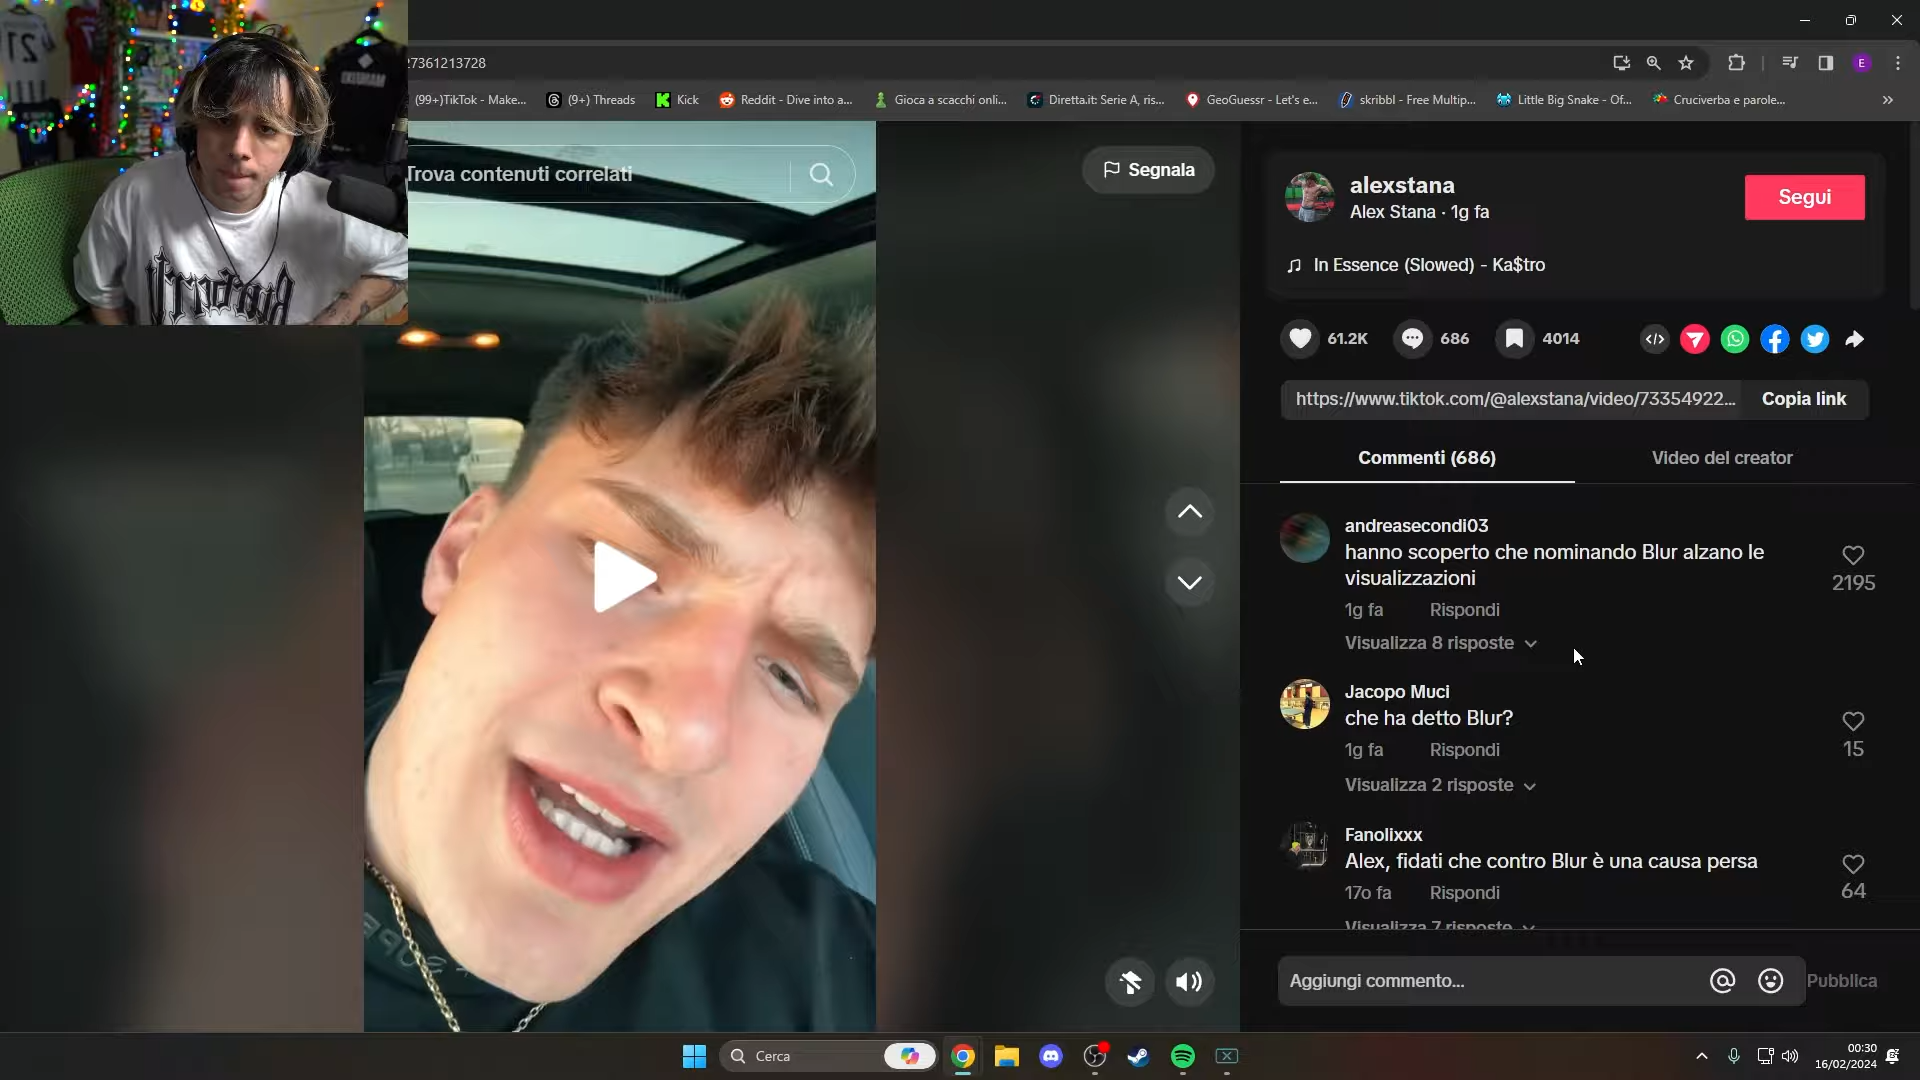 27361213728
(99+)TikTok - Make...
(9+) Threads
Kick
Reddit - Dive into a...
Gioca a scacchi onli...
Diretta.it: Serie A, ris...
GeoGuessr - Let's e...
skribbl - Free Multip...
Little Big Snake - Of...
Cruciverba e parole...
E
Trova contenuti correlati
Segnala
alexstana
Alex Stana · 1g fa
Segui
In Essence (Slowed) - Ka$tro
61.2K
686
4014
https://www.tiktok.com/@alexstana/video/73354922...
Copia link
Commenti (686)
Video del creator
andreasecondi03
hanno scoperto che nominando Blur alzano le
visualizzazioni
2195
1g fa
Rispondi
Visualizza 8 risposte
Jacopo Muci
che ha detto Blur?
15
1g fa
Rispondi
Visualizza 2 risposte
Fanolixxx
Alex, fidati che contro Blur è una causa persa
64
17o fa
Rispondi
Visualizza 7 risposte
Aggiungi commento...
Pubblica
Cerca
00:30
16/02/2024